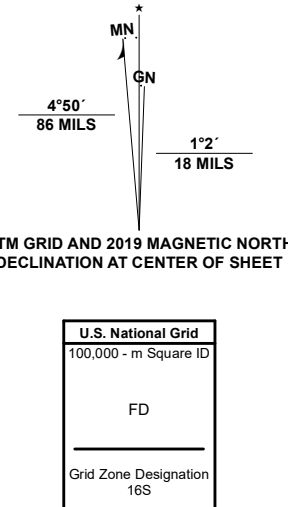 MN
GN
4°50´
86 MILS
1°2´
18 MILS
TM GRID AND 2019 MAGNETIC NORTH
DECLINATION AT CENTER OF SHEET
U.S. National Grid
100,000 - m Square ID
FD
Grid Zone Designation
16S